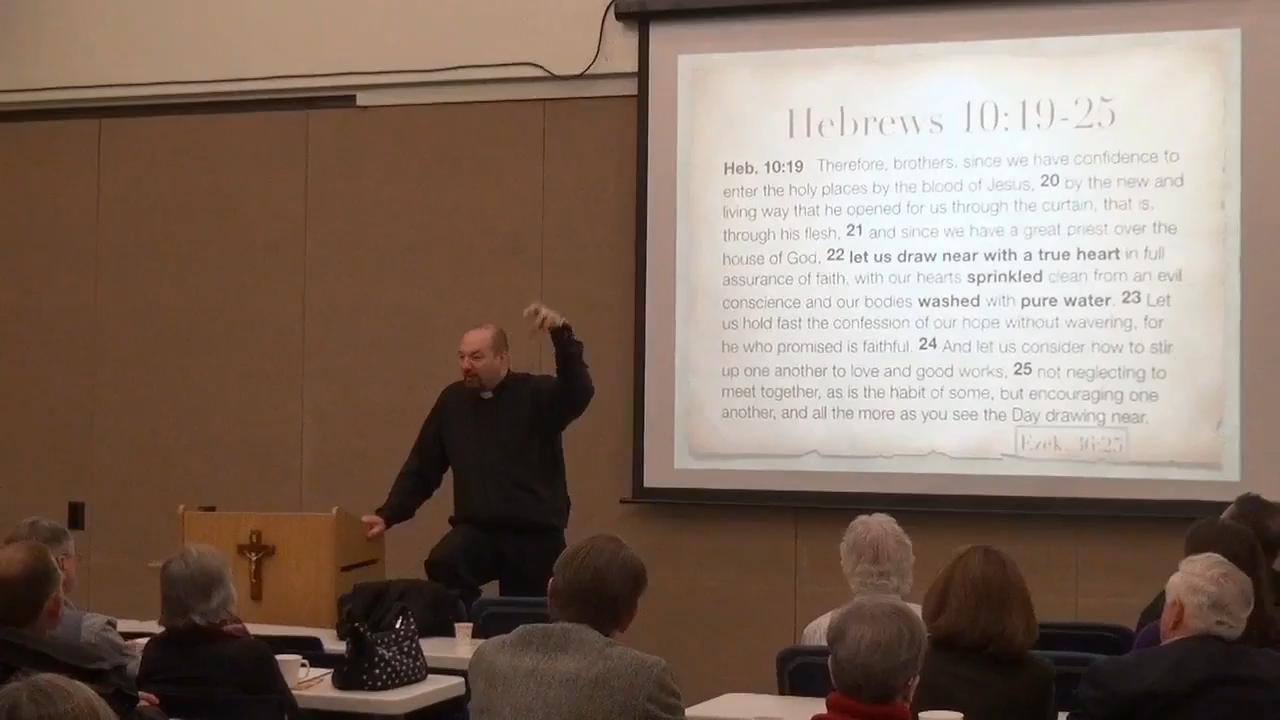 Hebrews 10:19-25
Heb. 10:19 Therefore, brothers, since we have confidence to
enter the holy places by the blood of Jesus, 20 by the new and
living way that he opened for us through the curtain, that is,
through his flesh, 21 and since we have a great priest over the
house of God, 22 let us draw near with a true heart in full
assurance of faith, with our hearts sprinkled clean from an evil
conscience and our bodies washed with pure water. 23 Let
us hold fast the confession of our hope without wavering, for
he who promised is faithful. 24 And let us consider how to stir
up one another to love and good works, 25 not neglecting to
meet together, as is the habit of some, but encouraging one
another, and all the more as you see the Day drawing near.
Ezek. 36:25